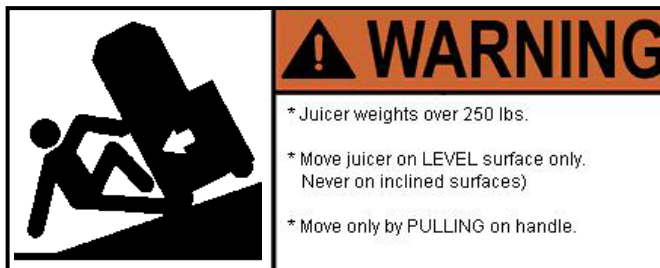 WARNING
* Juicer weights over 250 lbs.
* Move juicer on LEVEL surface only.
Never on inclined surfaces)
* Move only by PULLING on handle.